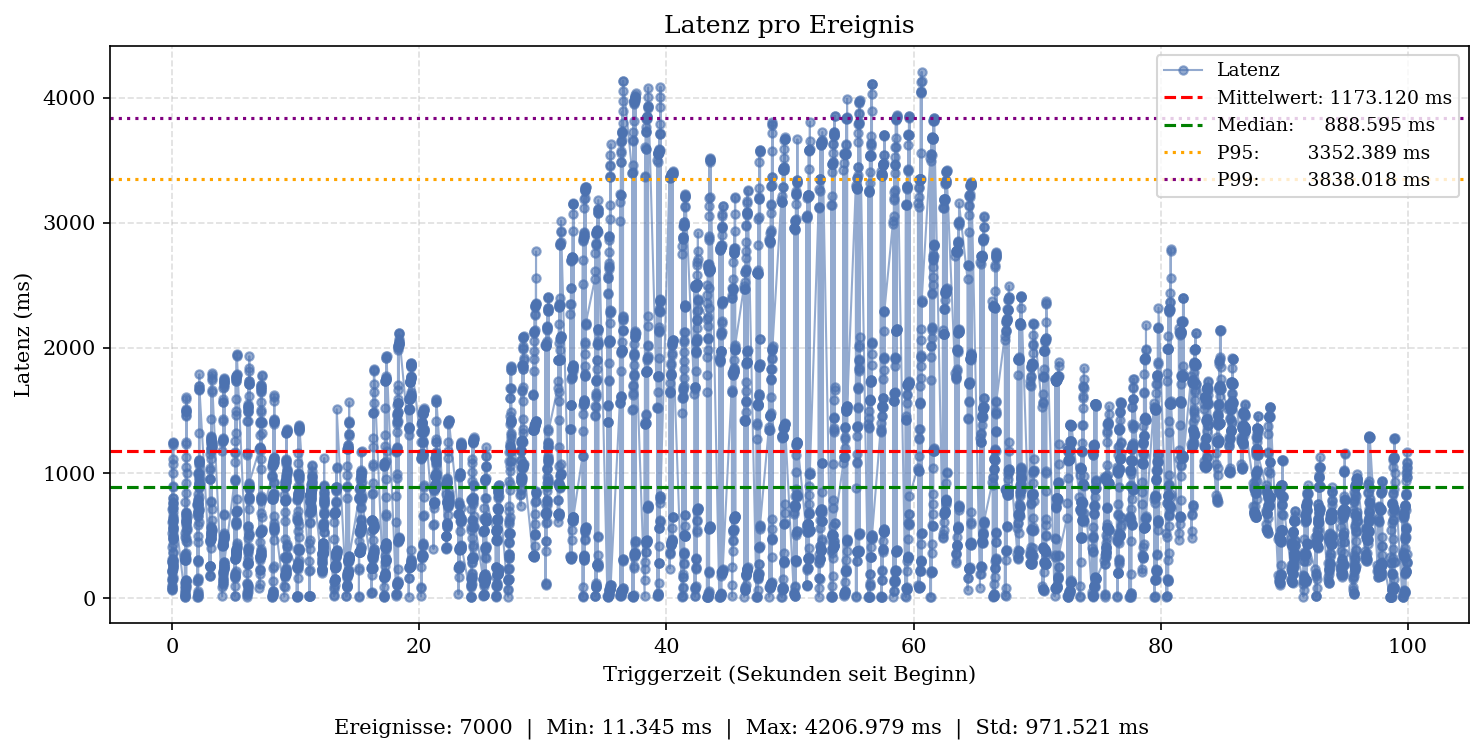 Latenz pro Ereignis
Latenz
Mittelwert: 1173.120 ms
Median: 888.595 ms
P95: 3352.389 ms
P99: 3838.018 ms
Latenz (ms)
4000
3000
2000
1000
0
0 20 40 60 80 100
Triggerzeit (Sekunden seit Beginn)
Ereignisse: 7000 | Min: 11.345 ms | Max: 4206.979 ms | Std: 971.521 ms